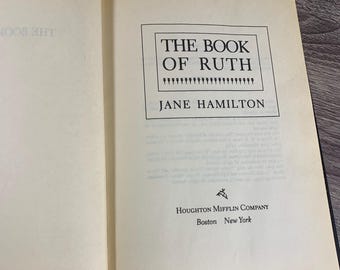 THE BOOK
OF RUTH
JANE HAMILTON
HOUGHTON MIFFLIN COMPANY
Boston New York